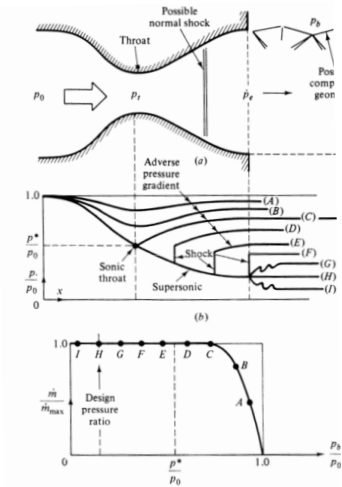 Possible
normal shock
Throat
p_b
p_0
p_t
p_e
(a)
Adverse
pressure
gradient
1.0
(A)
(B)
(C)
(D)
p*/p_0
(E)
Shock
(F)
(G)
Sonic
throat
Supersonic
(H)
(I)
p/p_0
0
x
(b)
1.0
I H G F E D C
B
A
ṁ/ṁ_max
Design
pressure
ratio
0
p*/p_0
1.0
p_b/p_0